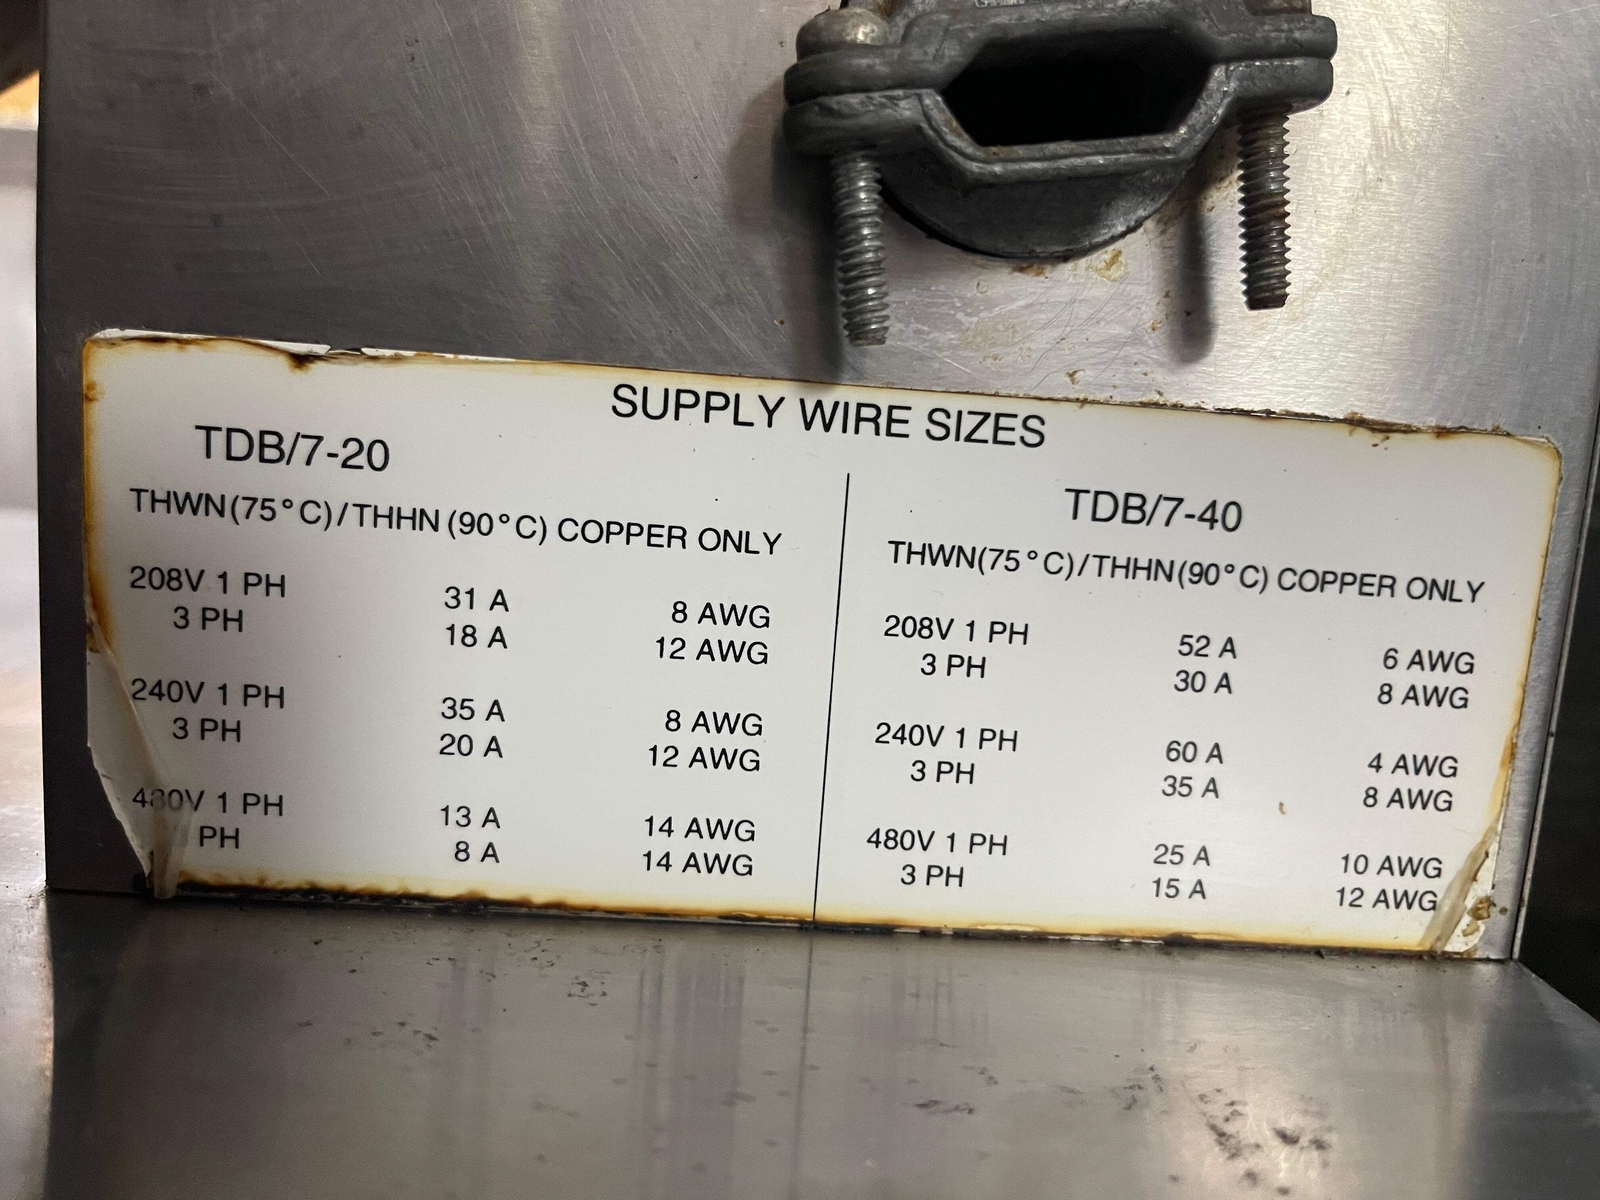 SUPPLY WIRE SIZES
TDB/7-20
THWN(75°C)/THHN (90°C) COPPER ONLY
208V 1 PH 31 A 8 AWG
3 PH 18 A 12 AWG
240V 1 PH 35 A 8 AWG
3 PH 20 A 12 AWG
480V 1 PH 13 A 14 AWG
PH 8 A 14 AWG
TDB/7-40
THWN(75°C)/THHN(90°C) COPPER ONLY
208V 1 PH 52 A 6 AWG
3 PH 30 A 8 AWG
240V 1 PH 60 A 4 AWG
3 PH 35 A 8 AWG
480V 1 PH 25 A 10 AWG
3 PH 15 A 12 AWG